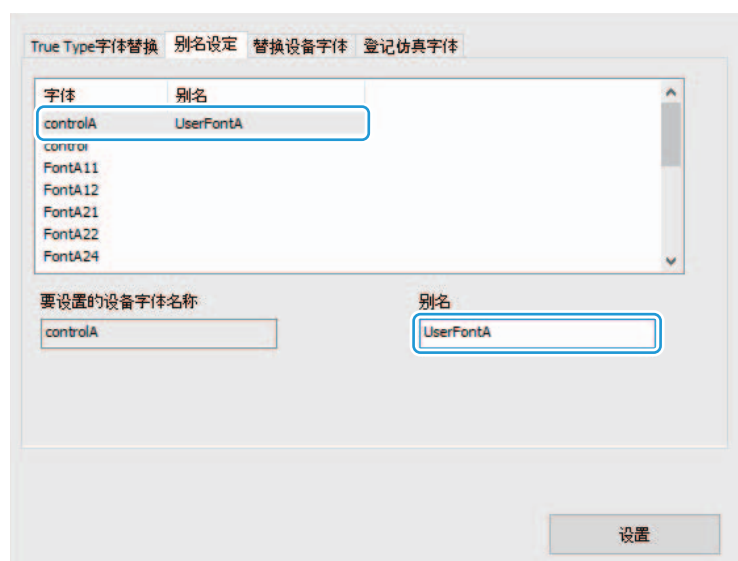 True Type字体替换 别名设定 替换设备字体 登记仿真字体
字体 别名
controlA UserFontA
control
FontA11
FontA12
FontA21
FontA22
FontA24
要设置的设备字体名称 别名
controlA UserFontA
设置